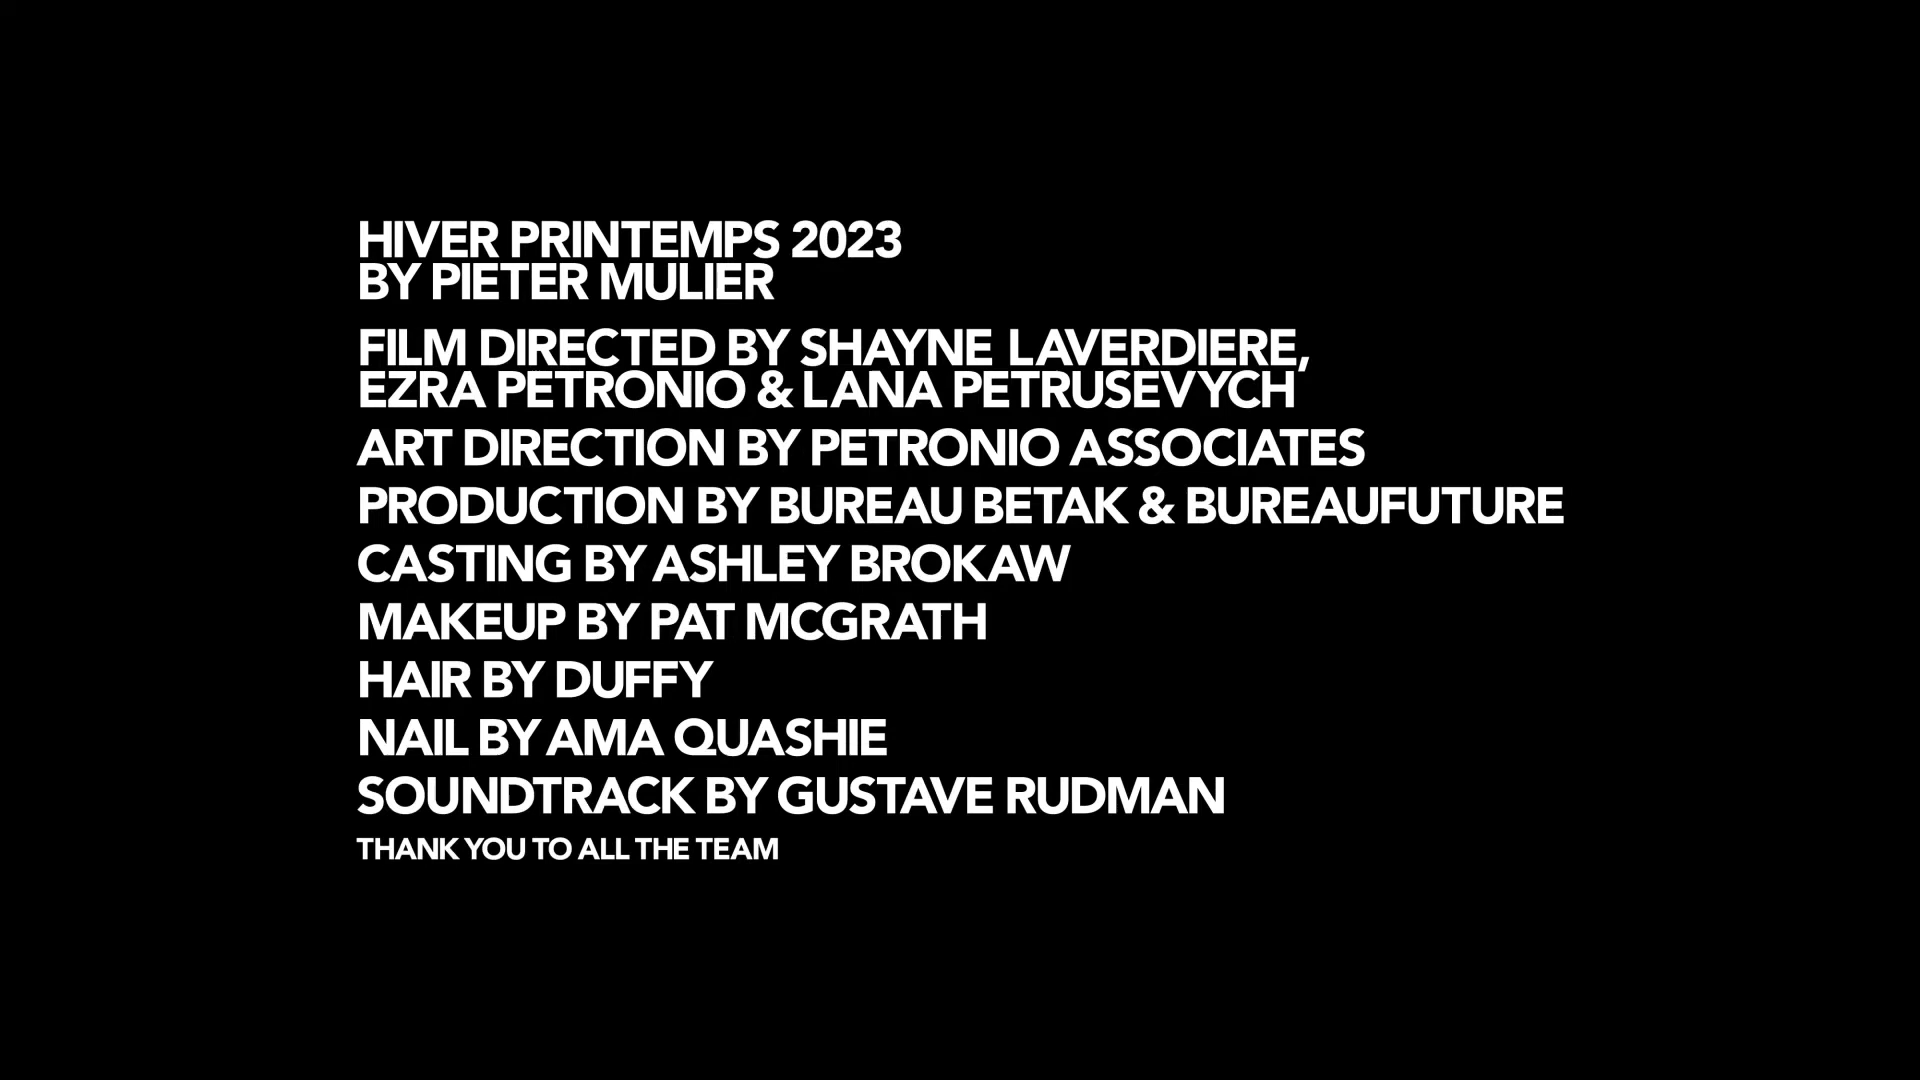 HIVER PRINTEMPS 2023
BY PIETER MULIER
FILM DIRECTED BY SHAYNE LAVERDIERE,
EZRA PETRONIO & LANA PETRUSEVYCH
ART DIRECTION BY PETRONIO ASSOCIATES
PRODUCTION BY BUREAU BETAK & BUREAUFUTURE
CASTING BY ASHLEY BROKAW
MAKEUP BY PAT MCGRATH
HAIR BY DUFFY
NAIL BY AMA QUASHIE
SOUNDTRACK BY GUSTAVE RUDMAN
THANK YOU TO ALL THE TEAM